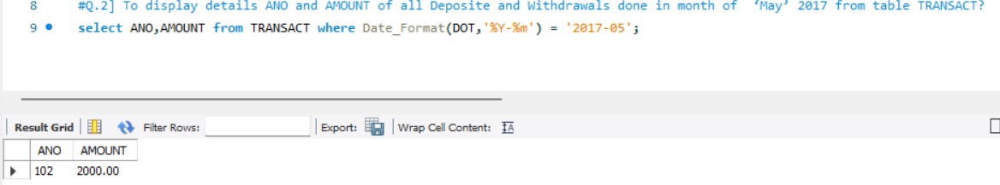 8 #Q.2] To display details ANO and AMOUNT of all Deposite and Withdrawals done in month of ‘May’ 2017 from table TRANSACT?
9 select ANO,AMOUNT from TRANSACT where Date_Format(DOT,'%Y-%m') = '2017-05';
Result Grid Filter Rows: Export: Wrap Cell Content: IA
ANO AMOUNT
102 2000.00